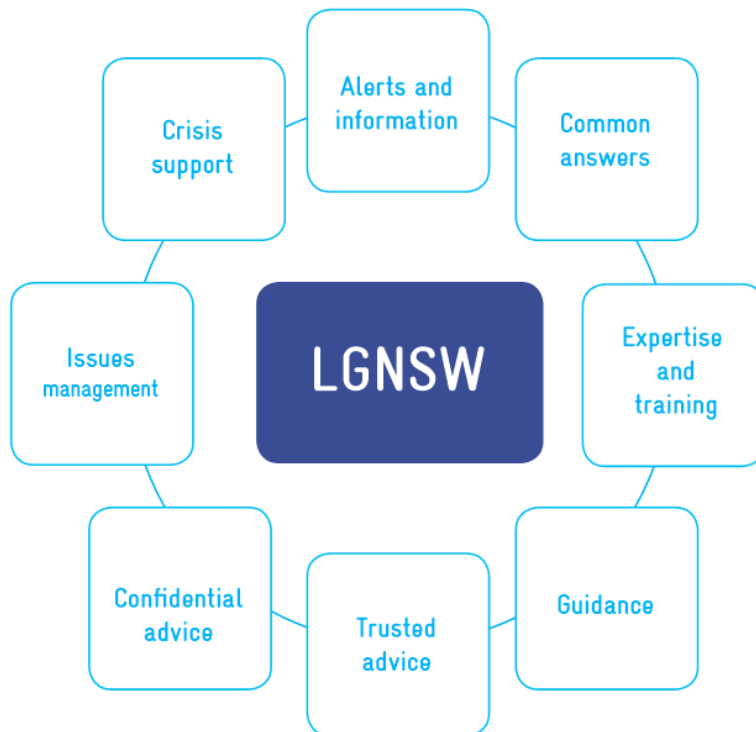 Alerts and
information
Common
answers
Expertise
and
training
Guidance
Trusted
advice
Confidential
advice
Issues
management
Crisis
support
LGNSW